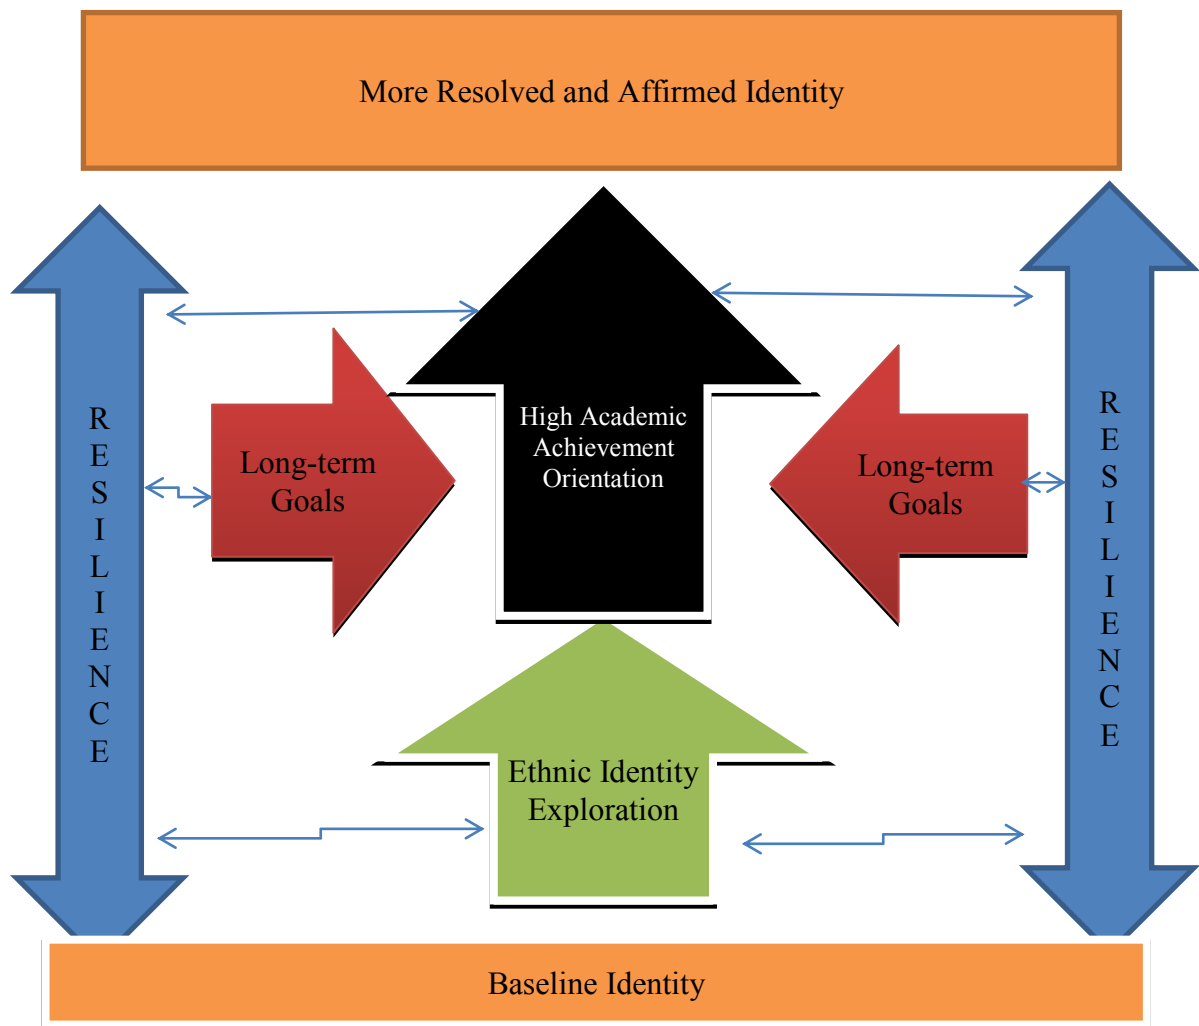 More Resolved and Affirmed Identity
R
E
S
I
L
I
E
N
C
E
Long-term
Goals
High Academic
Achievement
Orientation
Long-term
Goals
R
E
S
I
L
I
E
N
C
E
Ethnic Identity
Exploration
Baseline Identity